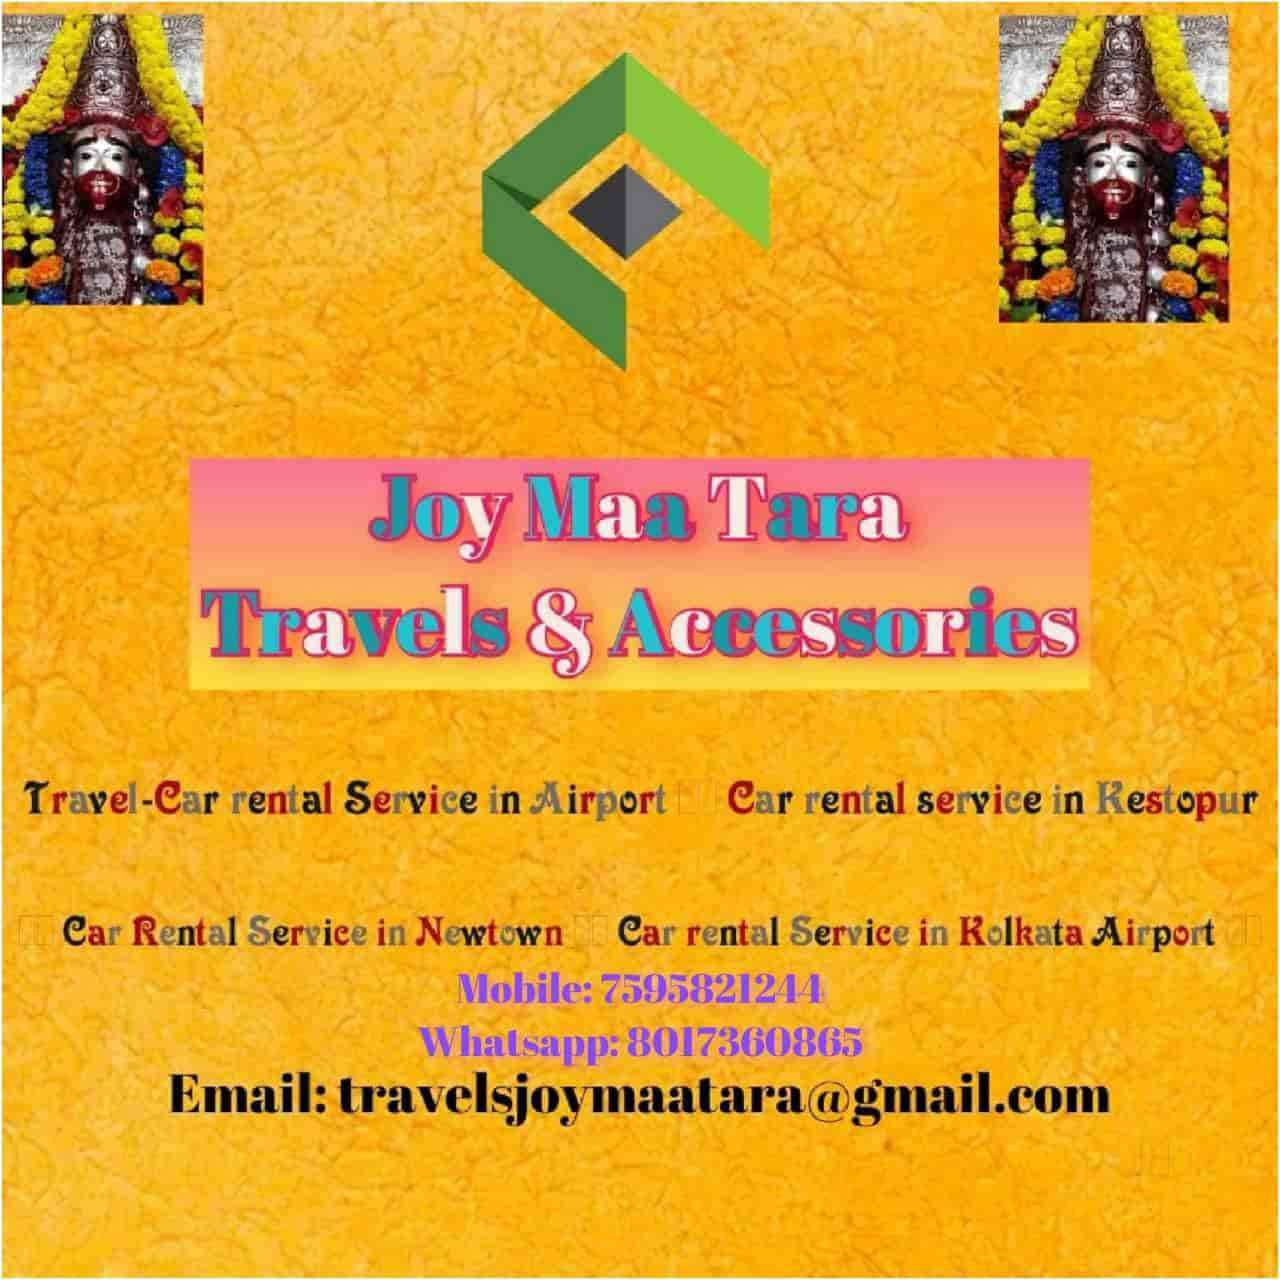 Joy Maa Tara
Travels & Accessories
Travel-Car rental Service in Airport
Car rental service in Kestopur
Car Rental Service in Newtown
Car rental Service in Kolkata Airport
Mobile: 7595821244
Whatsapp: 8017360865
Email: travelsjoymaatara@gmail.com